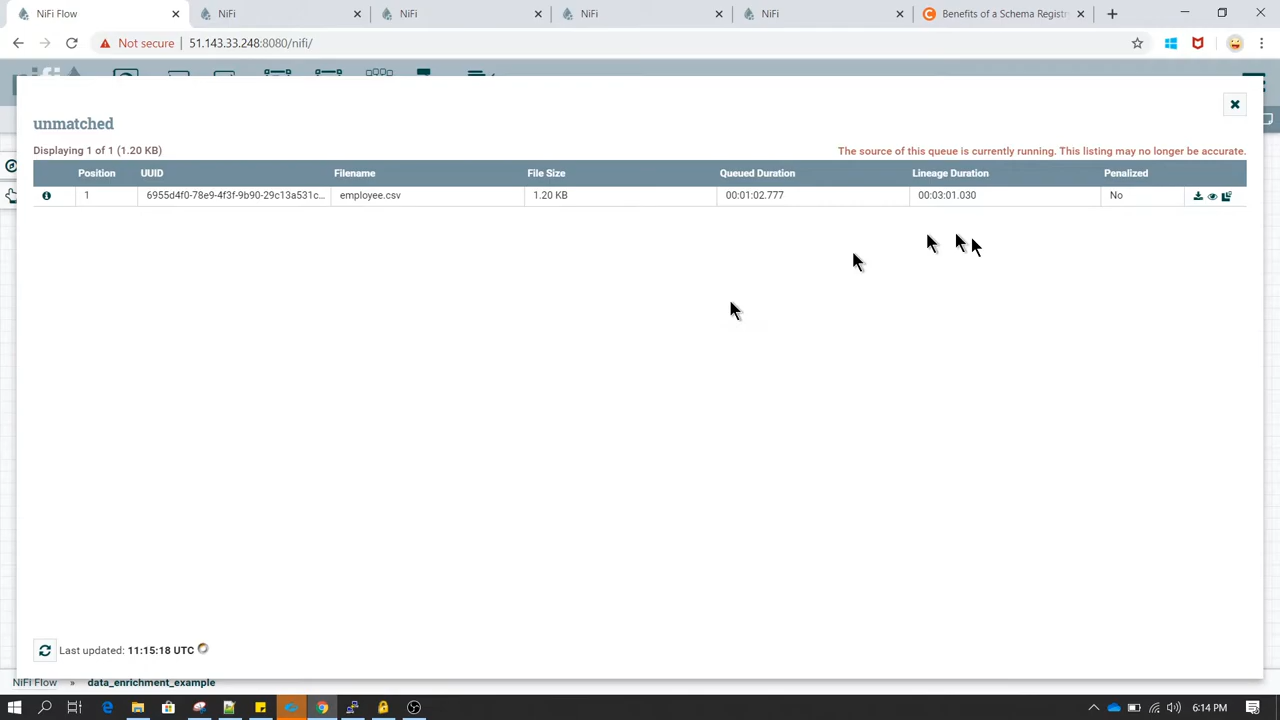 NiFi Flow
NiFi
NiFi
NiFi
NiFi
Benefits of a Schema Registr
Not secure
51.143.33.248:8080/nifi/
unmatched
Displaying 1 of 1 (1.20 KB)
The source of this queue is currently running. This listing may no longer be accurate.
Position UUID Filename File Size Queued Duration Lineage Duration Penalized
1 6955d4f0-78e9-4f3f-9b90-29c13a531c... employee.csv 1.20 KB 00:01:02.777 00:03:01.030 No
Last updated: 11:15:18 UTC
NiFi Flow » data_enrichment_example
6:14 PM